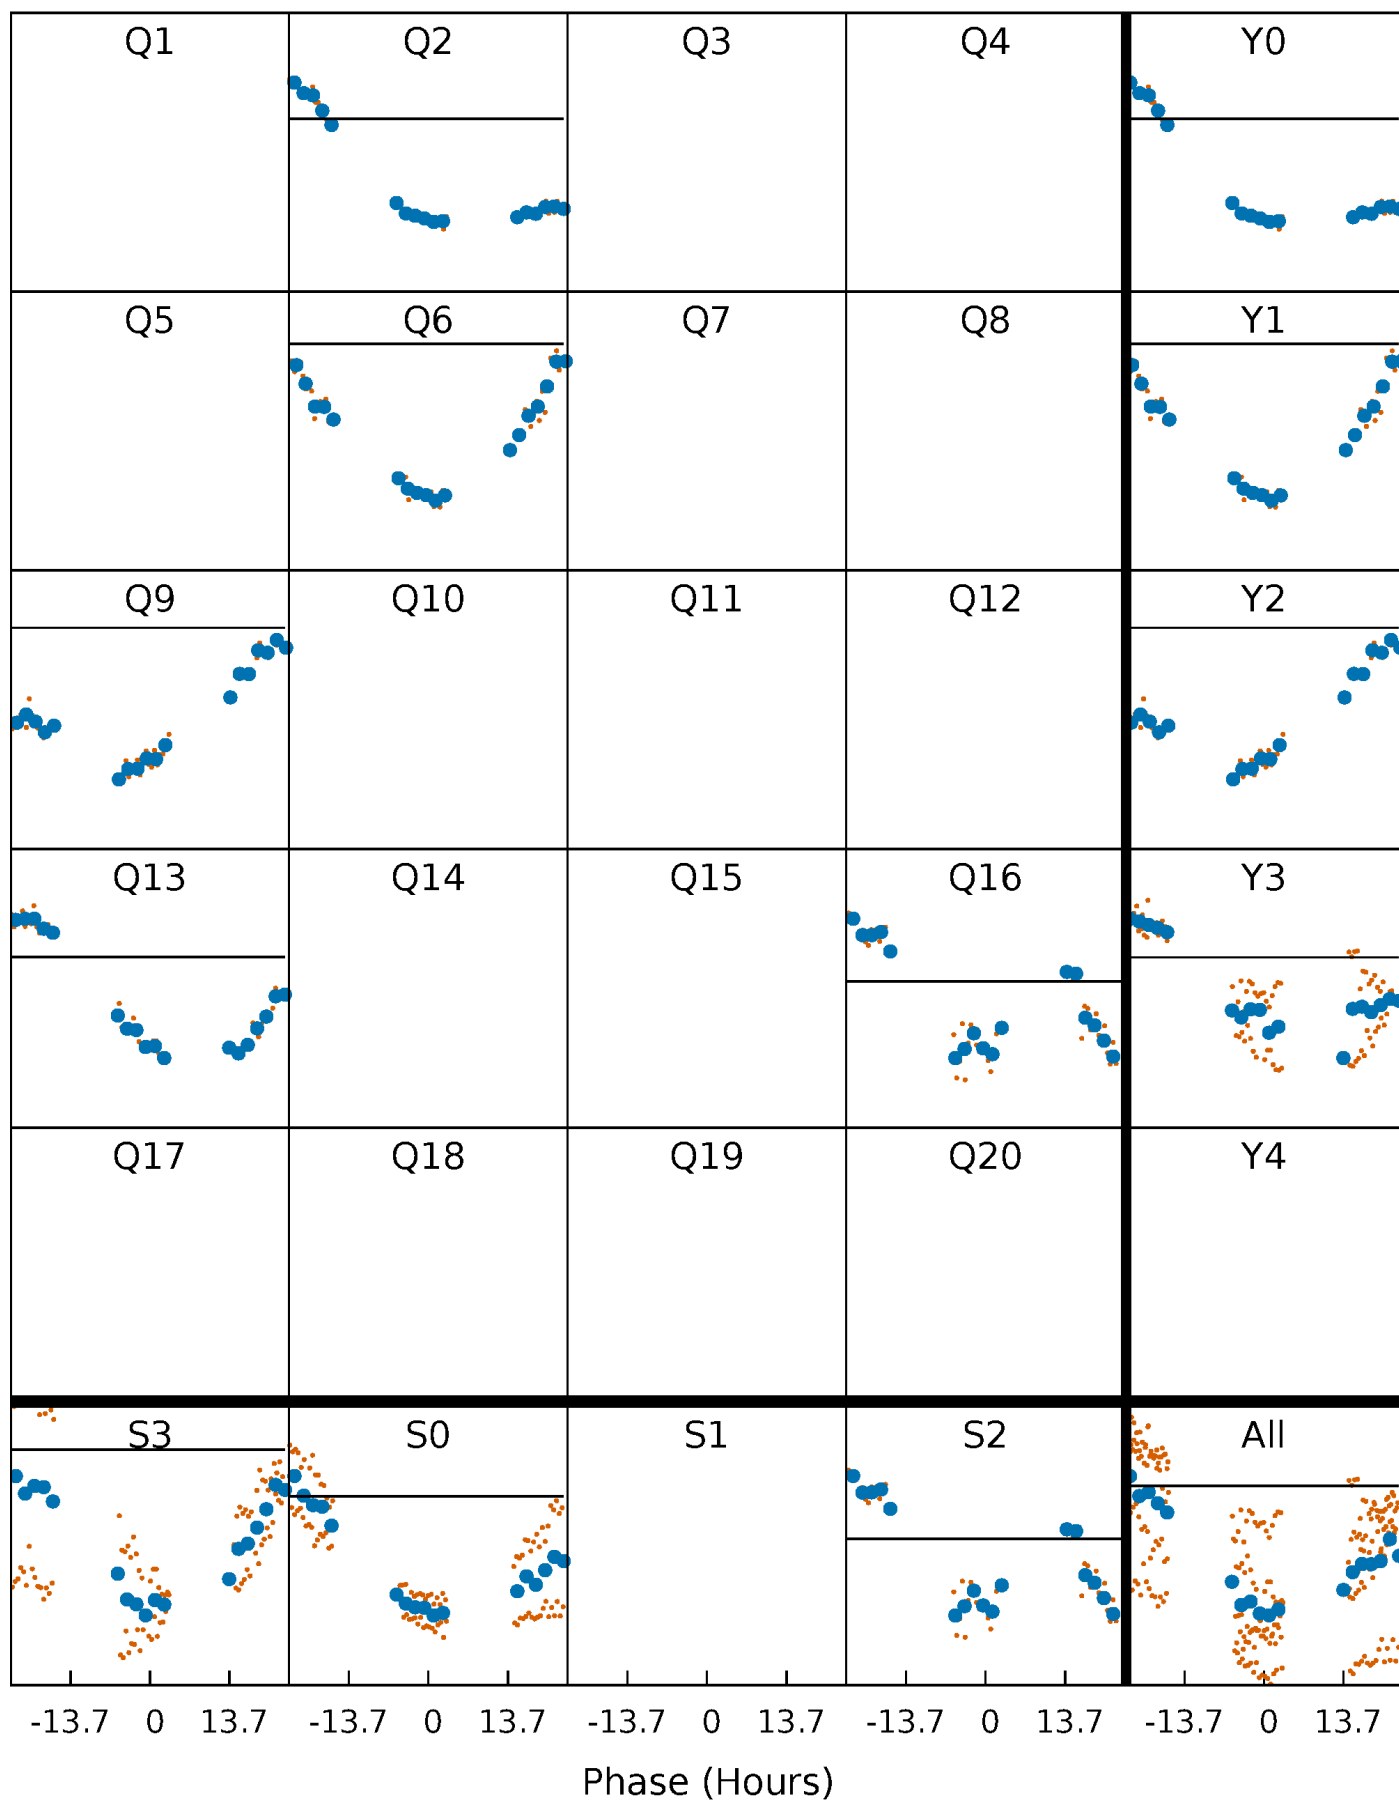 Q1 Q2 Q3 Q4 Y0
Q5 Q6 Q7 Q8 Y1
Q9 Q10 Q11 Q12 Y2
Q13 Q14 Q15 Q16 Y3
Q17 Q18 Q19 Q20 Y4
S3 S0 S1 S2 All
-13.7 0 13.7 -13.7 0 13.7 -13.7 0 13.7 -13.7 0 13.7 -13.7 0 13.7
Phase (Hours)